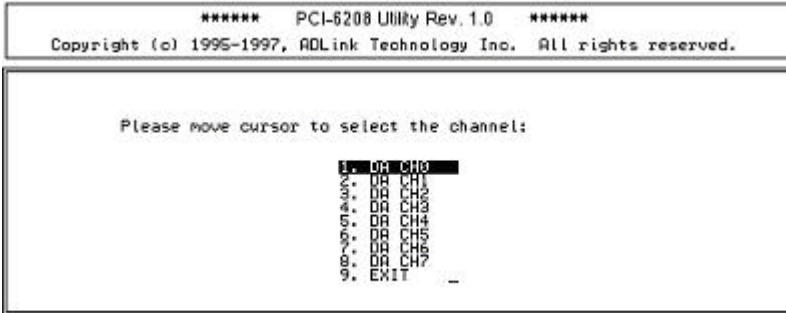 ****** PCI-6208 Utility Rev. 1.0 ******
Copyright (c) 1995-1997, ADLink Technology Inc. All rights reserved.
Please move cursor to select the channel:
1. DA CH0
2. DA CH1
3. DA CH2
4. DA CH3
5. DA CH4
6. DA CH5
7. DA CH6
8. DA CH7
9. EXIT _